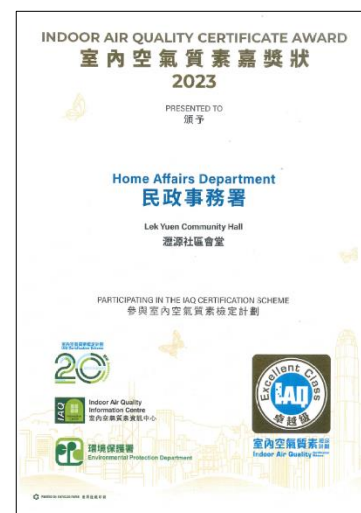 INDOOR AIR QUALITY CERTIFICATE AWARD
室內空氣質素嘉獎狀
2023
PRESENTED TO
頒予
Home Affairs Department
民政事務署
Lek Yuen Community Hall
瀝源社區會堂
PARTICIPATING IN THE IAQ CERTIFICATION SCHEME
參與室內空氣質素檢定計劃
20
IAQ
Indoor Air Quality
Information Centre
室內空氣質素資訊中心
環境保護署
Environmental Protection Department
Excellent Class
IAQ
卓越級
室內空氣質素
Indoor Air Quality